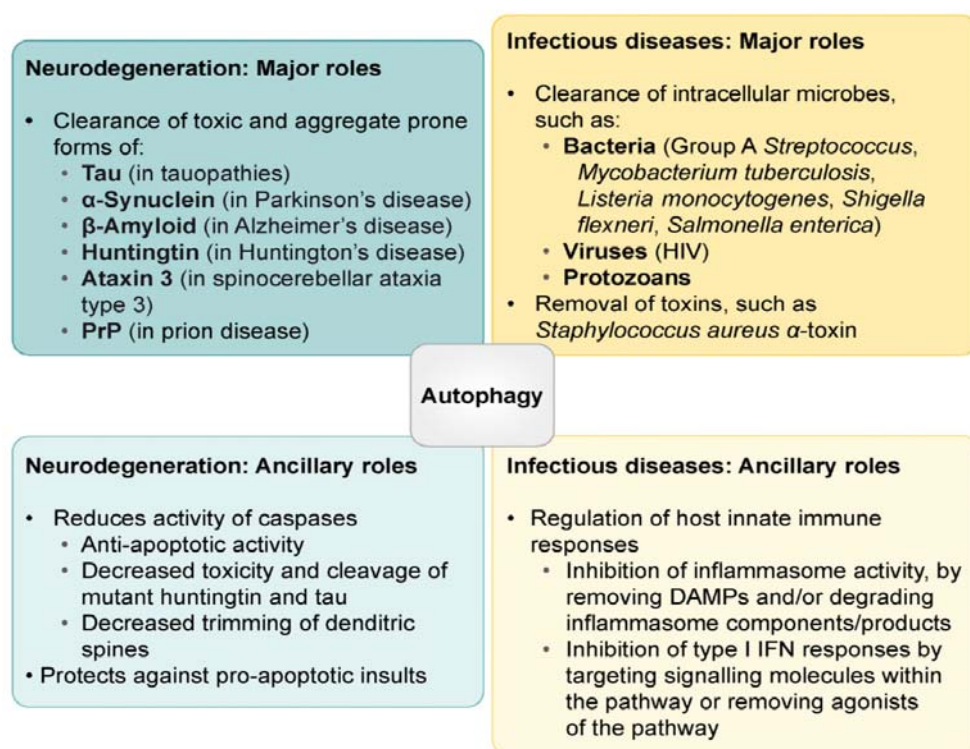 Neurodegeneration: Major roles
• Clearance of toxic and aggregate prone
forms of:
• Tau (in tauopathies)
• α-Synuclein (in Parkinson's disease)
• β-Amyloid (in Alzheimer's disease)
• Huntingtin (in Huntington's disease)
• Ataxin 3 (in spinocerebellar ataxia
type 3)
• PrP (in prion disease)
Infectious diseases: Major roles
• Clearance of intracellular microbes,
such as:
• Bacteria (Group A Streptococcus,
Mycobacterium tuberculosis,
Listeria monocytogenes, Shigella
flexneri, Salmonella enterica)
• Viruses (HIV)
• Protozoans
• Removal of toxins, such as
Staphylococcus aureus α-toxin
Autophagy
Neurodegeneration: Ancillary roles
• Reduces activity of caspases
• Anti-apoptotic activity
• Decreased toxicity and cleavage of
mutant huntingtin and tau
• Decreased trimming of denditric
spines
• Protects against pro-apoptotic insults
Infectious diseases: Ancillary roles
• Regulation of host innate immune
responses
• Inhibition of inflammasome activity, by
removing DAMPs and/or degrading
inflammasome components/products
• Inhibition of type I IFN responses by
targeting signalling molecules within
the pathway or removing agonists
of the pathway